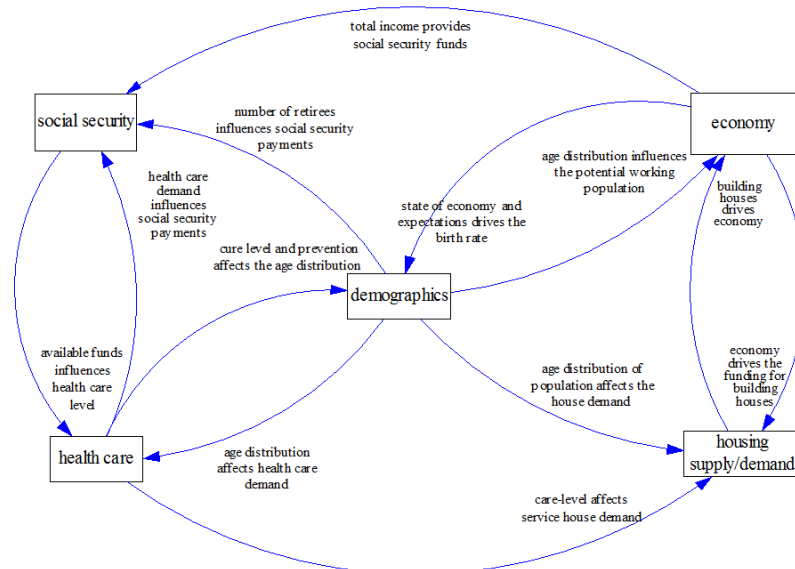 total income provides
social security funds
social security
number of retirees
influences social security
payments
economy
age distribution influences
the potential working
population
health care
demand
influences
social security
payments
building
houses
drives
economy
state of economy and
expectations drives the
birth rate
cure level and prevention
affects the age distribution
demographics
available funds
influences
health care
level
age distribution of
population affects the
house demand
economy
drives the
funding for
building
houses
health care
age distribution
affects health care
demand
housing
supply/demand
care-level affects
service house demand